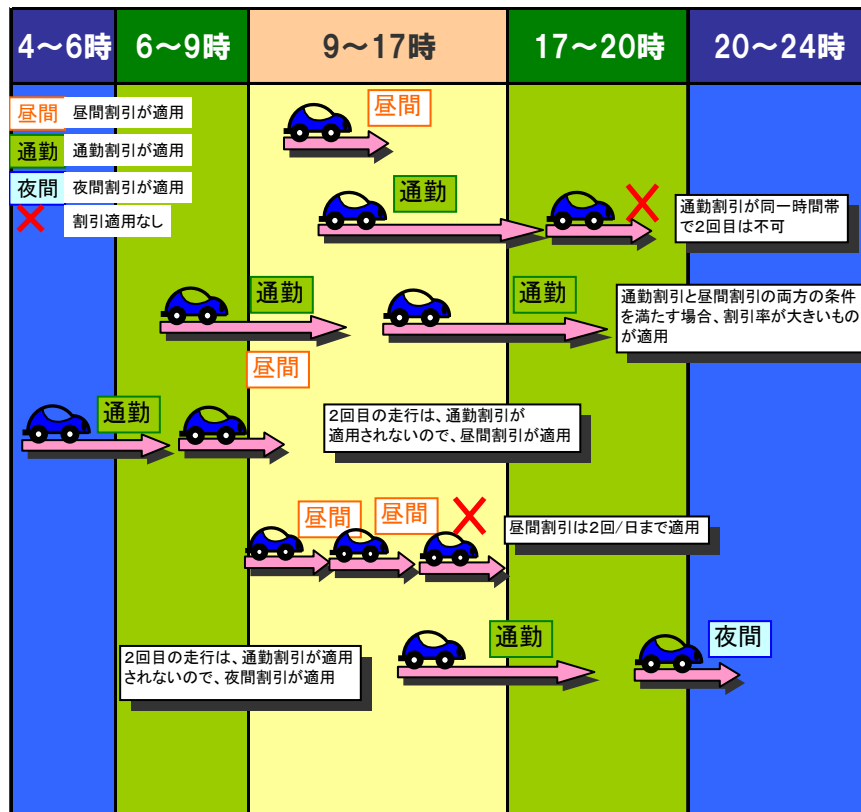 4～6時
6～9時
9～17時
17～20時
20～24時
昼間 昼間割引が適用
通勤 通勤割引が適用
夜間 夜間割引が適用
割引適用なし
昼間
通勤
通勤割引が同一時間帯
で2回目は不可
通勤
通勤
通勤割引と昼間割引の両方の条件
を満たす場合、割引率が大きいもの
が適用
昼間
通勤
2回目の走行は、通勤割引が
適用されないので、昼間割引が適用
昼間
昼間
昼間割引は2回/日まで適用
通勤
夜間
2回目の走行は、通勤割引が適用
されないので、夜間割引が適用